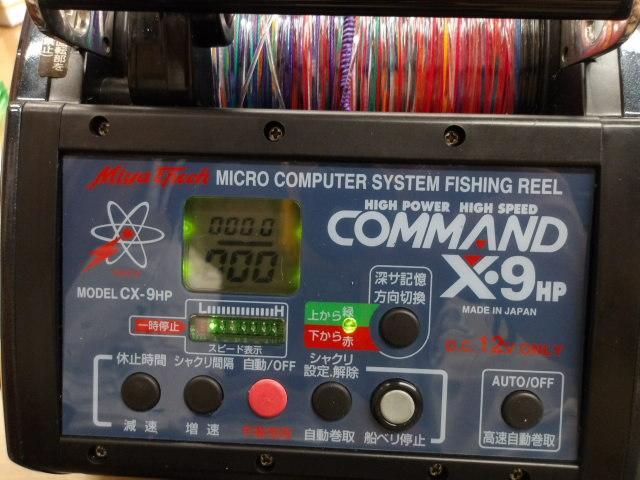 Miya Epoch MICRO COMPUTER SYSTEM FISHING REEL
HIGH POWER HIGH SPEED
COMMAND
X・9HP
MADE IN JAPAN
D.C. 12V ONLY
MODEL CX-9HP
000.0
000
L H
一時停止
スピード表示
上から緑
下から赤
深サ記憶
方向切換
休止時間
シャクリ間隔
自動/OFF
シャクリ
設定.解除
減速
増速
自動巻取
船ベリ停止
AUTO/OFF
高速自動巻取